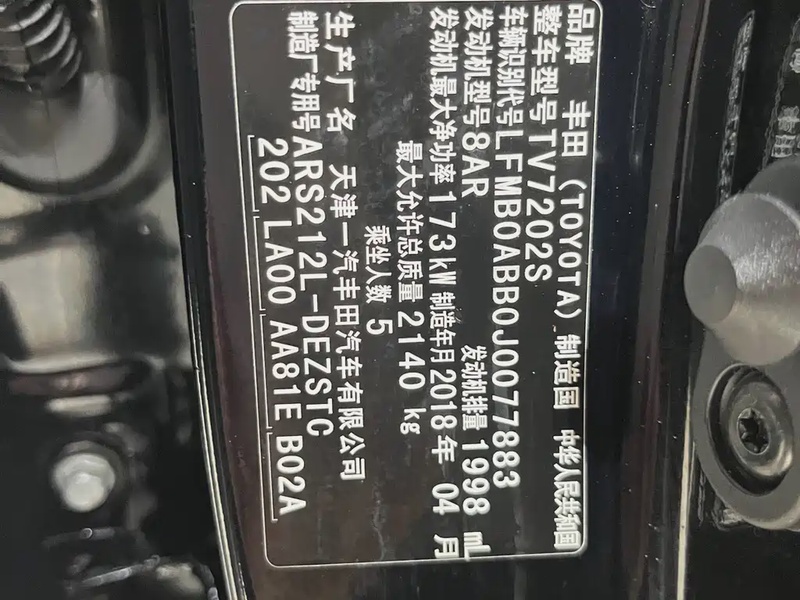 品牌 丰田(TOYOTA) 制造国 中华人民共和国
整车型号TV7202S
车辆识别代号LFMB0ABB0J0077883
发动机型号8AR 发动机排量1998 mL
发动机最大净功率173kW 制造年月2018年 04 月
最大允许总质量2140 kg
乘坐人数 5
生产厂名 天津一汽丰田汽车有限公司
制造厂专用号ARS212L-DEZSTC
202 LA00 AA81E B02A